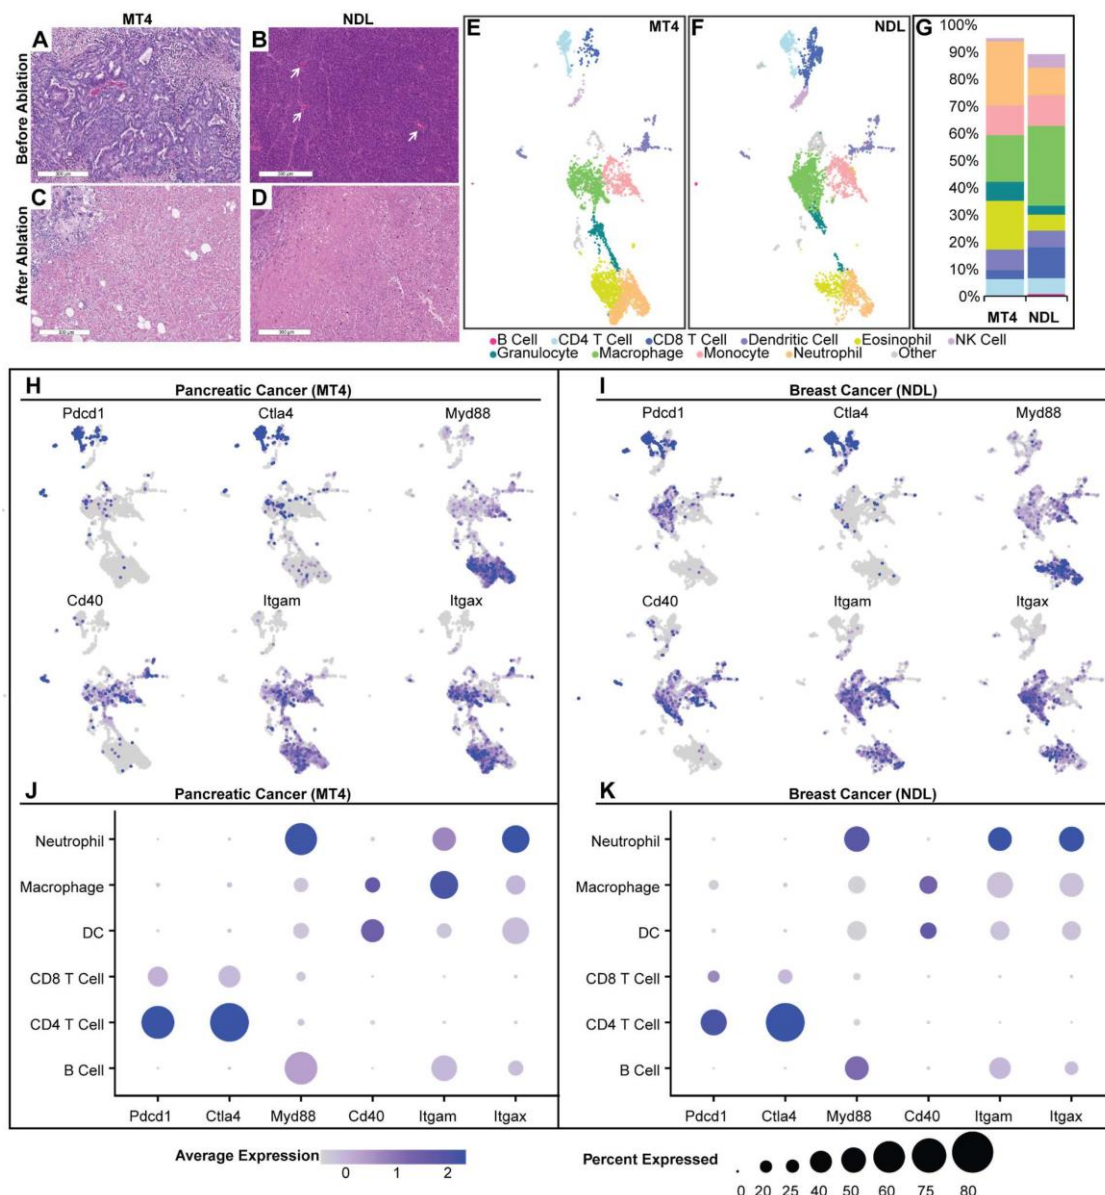 MT4 NDL
Before Ablation
After Ablation
A B
C D
E MT4
F NDL
G
100%
90%
80%
70%
60%
50%
40%
30%
20%
10%
0%
MT4 NDL
B Cell CD4 T Cell CD8 T Cell Dendritic Cell Eosinophil NK Cell
Granulocyte Macrophage Monocyte Neutrophil Other
H Pancreatic Cancer (MT4)
Pdcd1 Ctla4 Myd88
Cd40 Itgam Itgax
I Breast Cancer (NDL)
Pdcd1 Ctla4 Myd88
Cd40 Itgam Itgax
J Pancreatic Cancer (MT4)
Neutrophil
Macrophage
DC
CD8 T Cell
CD4 T Cell
B Cell
Pdcd1 Ctla4 Myd88 Cd40 Itgam Itgax
K Breast Cancer (NDL)
Neutrophil
Macrophage
DC
CD8 T Cell
CD4 T Cell
B Cell
Pdcd1 Ctla4 Myd88 Cd40 Itgam Itgax
Average Expression
0 1 2
Percent Expressed
0 20 25 40 50 60 75 80